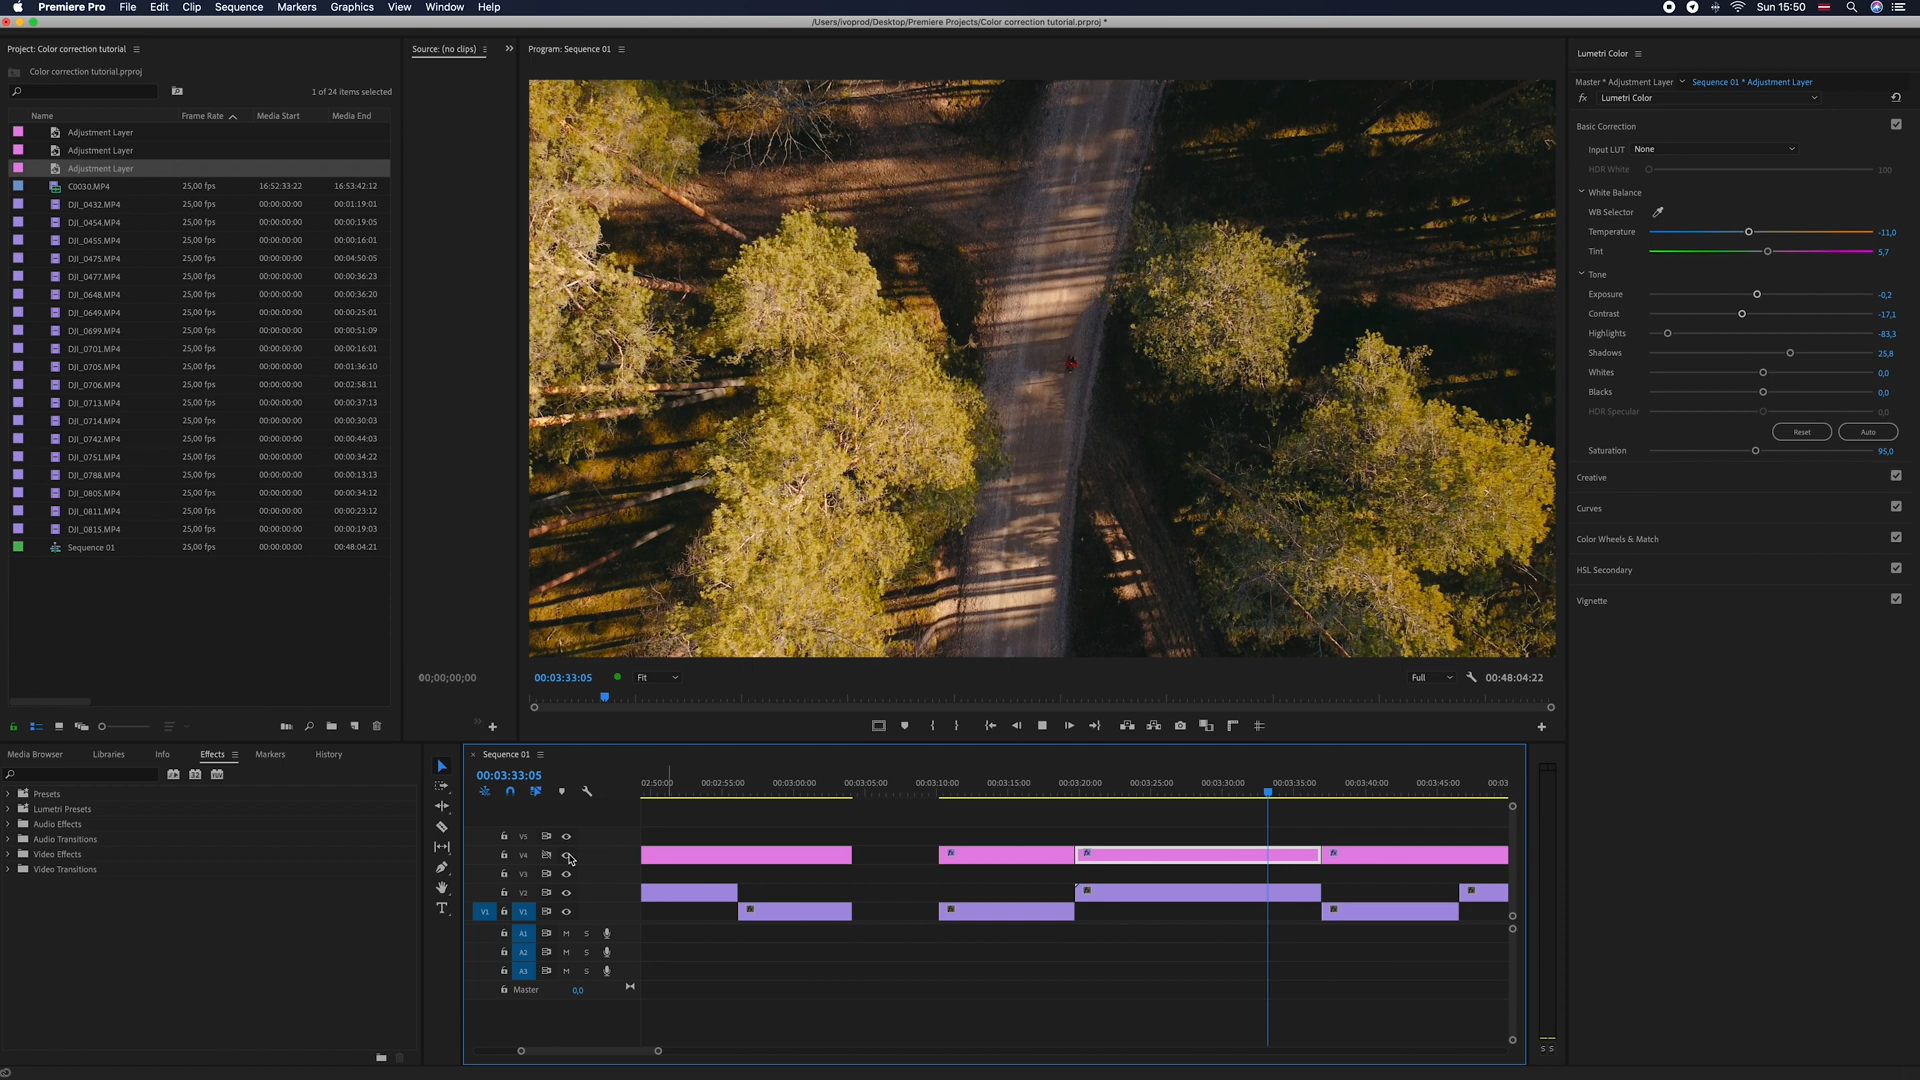 Premiere Pro File Edit Clip Sequence Markers Graphics View Window Help Sun 15:50
/Users/ivoprod/Desktop/Premiere Projects/Color correction tutorial.prproj *
Project: Color correction tutorial
Color correction tutorial.prproj
1 of 24 items selected
Name Frame Rate Media Start Media End
Adjustment Layer
Adjustment Layer
Adjustment Layer
C0030.MP4 25,00 fps 16:52:33:22 16:53:42:12
DJI_0432.MP4 25,00 fps 00:00:00:00 00:01:19:01
DJI_0454.MP4 25,00 fps 00:00:00:00 00:00:19:05
DJI_0455.MP4 25,00 fps 00:00:00:00 00:00:16:01
DJI_0475.MP4 25,00 fps 00:00:00:00 00:04:50:05
DJI_0477.MP4 25,00 fps 00:00:00:00 00:00:36:23
DJI_0648.MP4 25,00 fps 00:00:00:00 00:00:36:20
DJI_0649.MP4 25,00 fps 00:00:00:00 00:00:25:01
DJI_0699.MP4 25,00 fps 00:00:00:00 00:00:51:09
DJI_0701.MP4 25,00 fps 00:00:00:00 00:00:16:01
DJI_0705.MP4 25,00 fps 00:00:00:00 00:01:36:10
DJI_0706.MP4 25,00 fps 00:00:00:00 00:02:58:11
DJI_0713.MP4 25,00 fps 00:00:00:00 00:00:37:13
DJI_0714.MP4 25,00 fps 00:00:00:00 00:00:30:03
DJI_0742.MP4 25,00 fps 00:00:00:00 00:00:44:03
DJI_0751.MP4 25,00 fps 00:00:00:00 00:00:34:22
DJI_0788.MP4 25,00 fps 00:00:00:00 00:00:13:13
DJI_0805.MP4 25,00 fps 00:00:00:00 00:00:34:12
DJI_0811.MP4 25,00 fps 00:00:00:00 00:00:23:12
DJI_0815.MP4 25,00 fps 00:00:00:00 00:00:19:03
Sequence 01 25,00 fps 00:00:00:00 00:48:04:21
Source: (no clips)
00;00;00;00
Program: Sequence 01
00:03:33:05 Fit Full 00:48:04:22
Lumetri Color
Master * Adjustment Layer Sequence 01 * Adjustment Layer
fx Lumetri Color
Basic Correction
Input LUT None
HDR White 100
White Balance
WB Selector
Temperature -11,0
Tint 5,7
Tone
Exposure -0,2
Contrast -17,1
Highlights -83,3
Shadows 25,8
Whites 0,0
Blacks 0,0
HDR Specular 0,0
Reset Auto
Saturation 95,0
Creative
Curves
Color Wheels & Match
HSL Secondary
Vignette
Media Browser Libraries Info Effects Markers History
Presets
Lumetri Presets
Audio Effects
Audio Transitions
Video Effects
Video Transitions
Sequence 01
00:03:33:05
02:50:00 00:02:55:00 00:03:00:00 00:03:05:00 00:03:10:00 00:03:15:00 00:03:20:00 00:03:25:00 00:03:30:00 00:03:35:00 00:03:40:00 00:03:45:00 00:03
V5
V4 fx fx fx
V3
V2 fx fx
V1 V1 fx fx fx
A1 M S
A2 M S
A3 M S
Master 0,0
S S